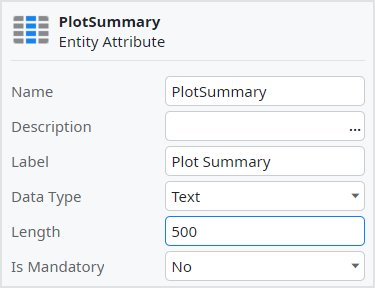 PlotSummary
Entity Attribute
Name PlotSummary
Description ...
Label Plot Summary
Data Type Text
Length 500
Is Mandatory No